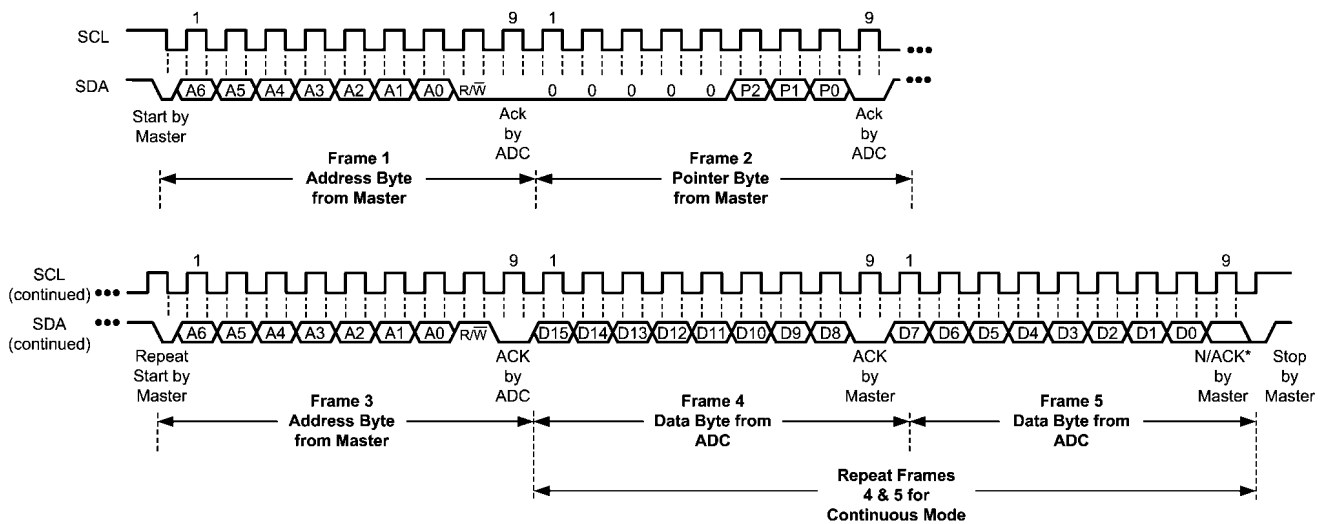 1 9 1 9
SCL
SDA
A6 A5 A4 A3 A2 A1 A0 R/W̅ 0 0 0 0 0 P2 P1 P0
Start by
Master
Ack
by
ADC
Ack
by
ADC
Frame 1
Address Byte
from Master
Frame 2
Pointer Byte
from Master
1 9 1 9 1 9
SCL
(continued)
SDA
(continued)
A6 A5 A4 A3 A2 A1 A0 R/W̅ D15 D14 D13 D12 D11 D10 D9 D8 D7 D6 D5 D4 D3 D2 D1 D0
Repeat
Start by
Master
ACK
by
ADC
ACK
by
Master
N/ACK*
by
Master
Stop
by
Master
Frame 3
Address Byte
from Master
Frame 4
Data Byte from
ADC
Frame 5
Data Byte from
ADC
Repeat Frames
4 & 5 for
Continuous Mode